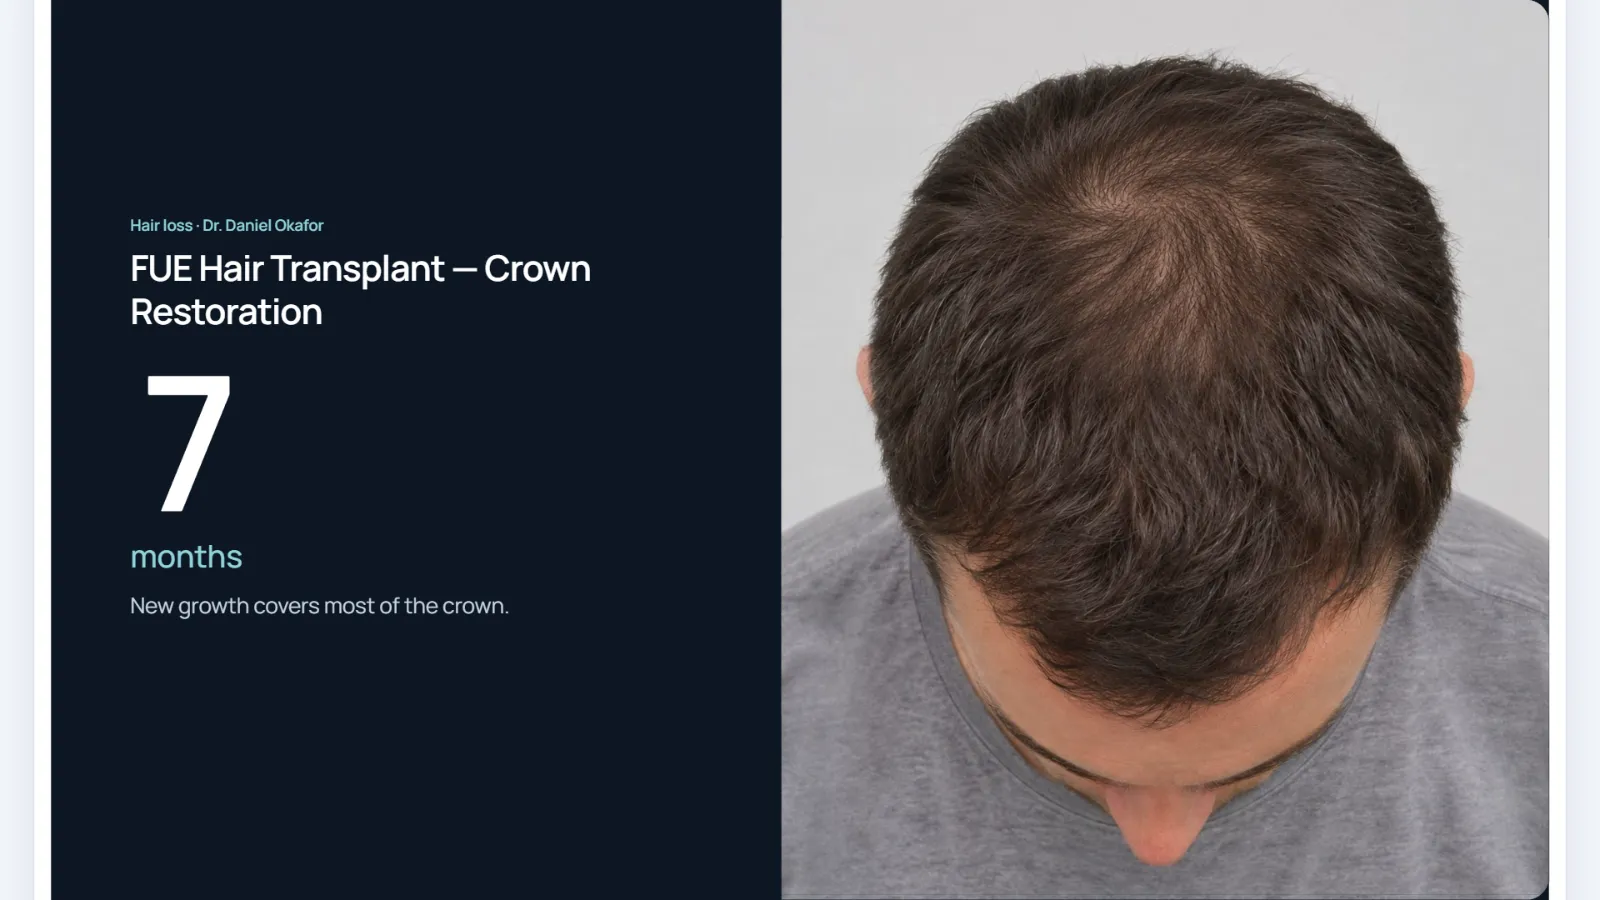 Hair loss · Dr. Daniel Okafor
FUE Hair Transplant — Crown
Restoration
7
months
New growth covers most of the crown.